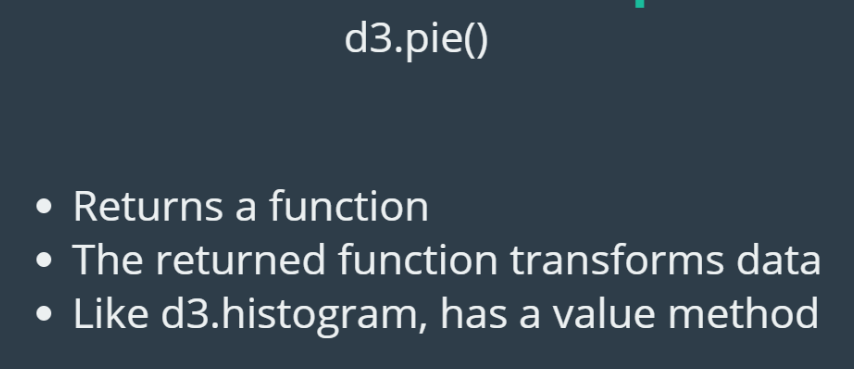 d3.pie()
• Returns a function
• The returned function transforms data
• Like d3.histogram, has a value method